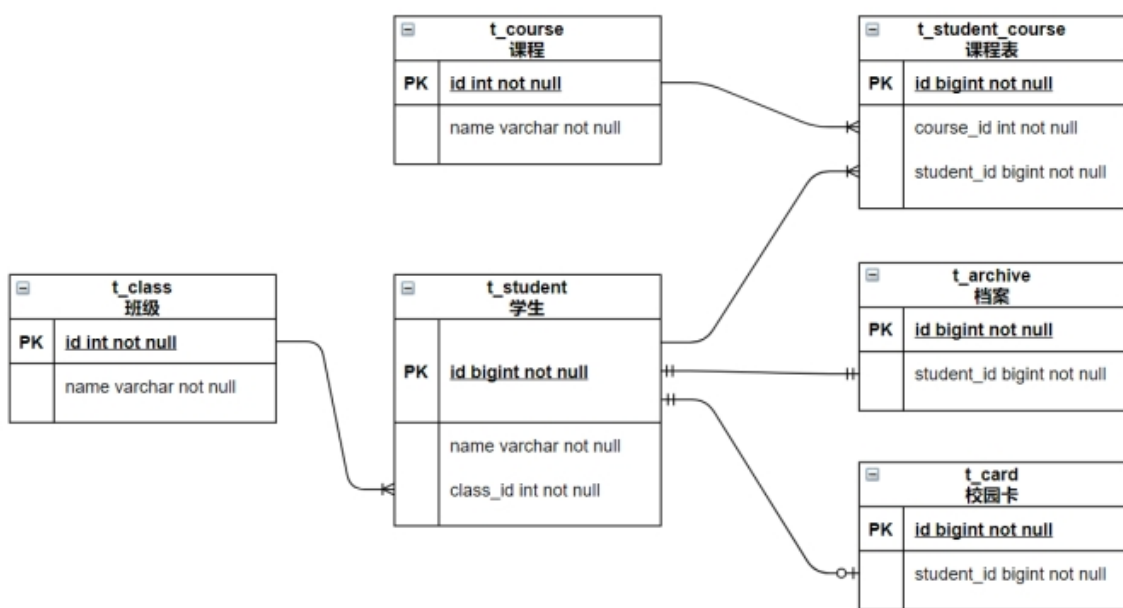 t_course
课程
PK id int not null
name varchar not null
t_student_course
课程表
PK id bigint not null
course_id int not null
student_id bigint not null
t_class
班级
PK id int not null
name varchar not null
t_student
学生
PK id bigint not null
name varchar not null
class_id int not null
t_archive
档案
PK id bigint not null
student_id bigint not null
t_card
校园卡
PK id bigint not null
student_id bigint not null